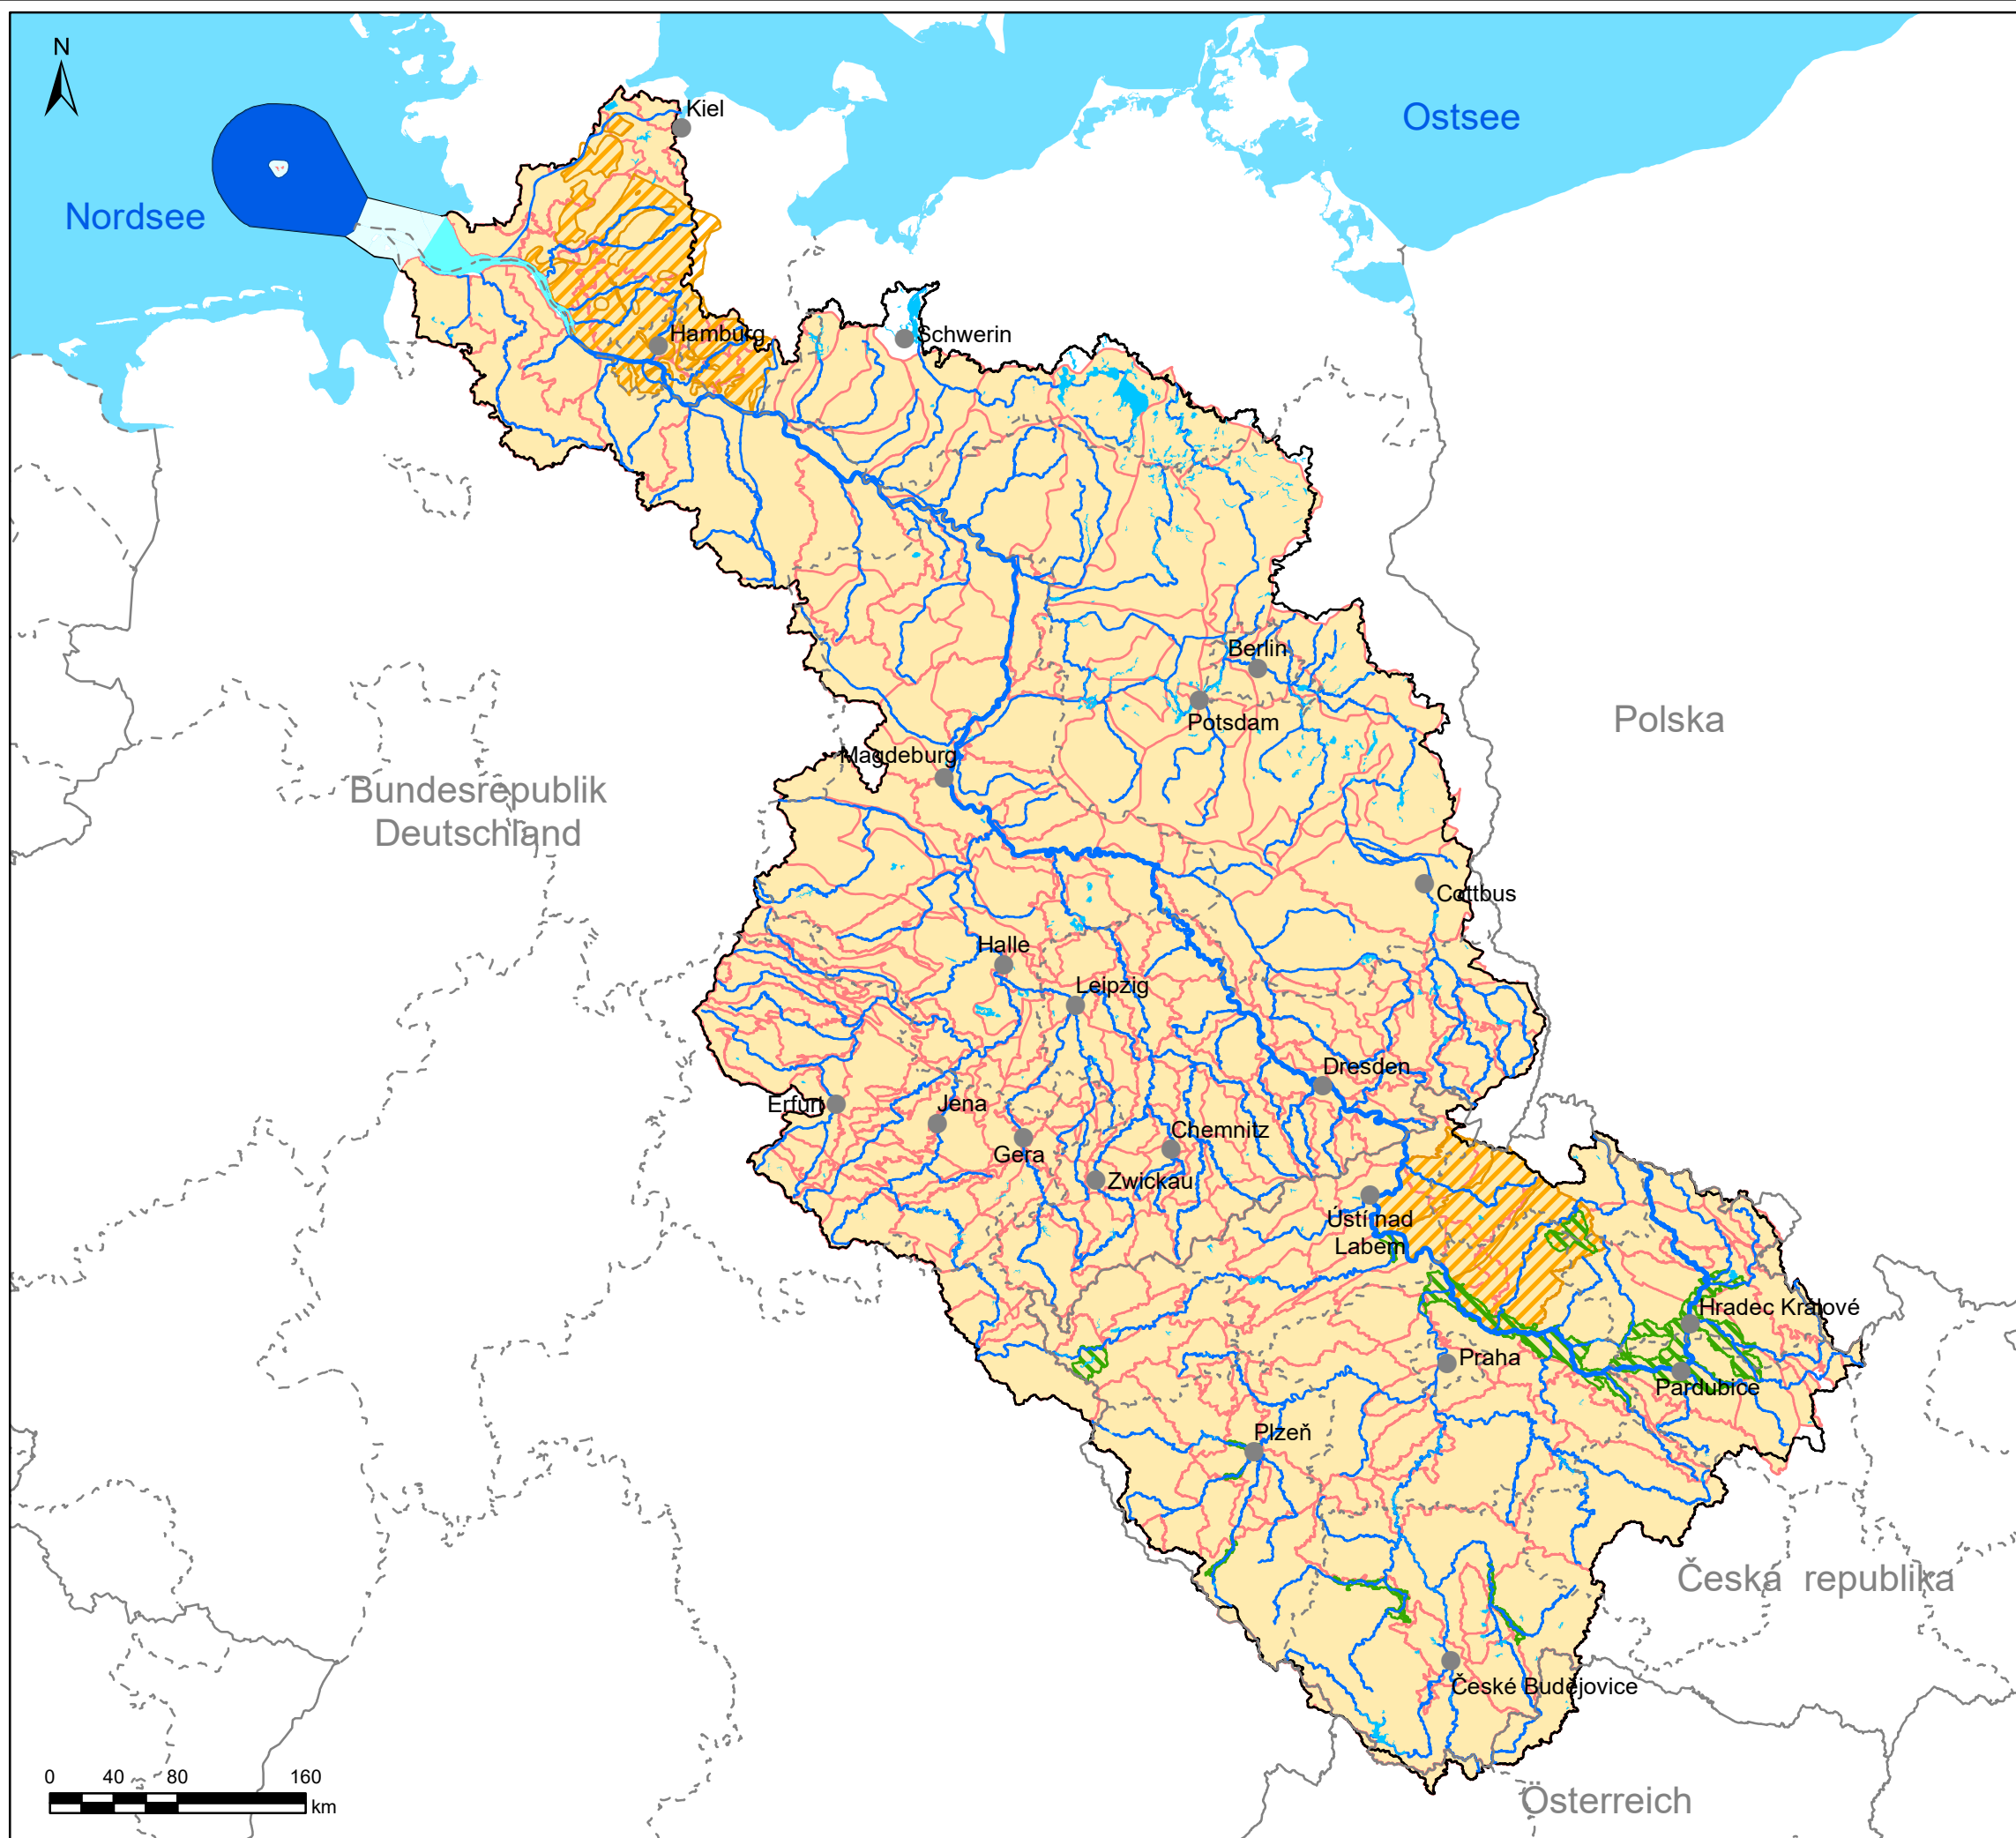 N
Kiel
Ostsee
Nordsee
Hamburg
Schwerin
Berlin
Polska
Potsdam
Magdeburg
Bundesrepublik
Deutschland
Cottbus
Halle
Leipzig
Dresden
Erfurt
Jena
Chemnitz
Gera
Zwickau
Ústí nad
Labem
Hradec Králové
Praha
Pardubice
Plzeň
Česká republika
České Budějovice
0 40 80 160
km
Österreich